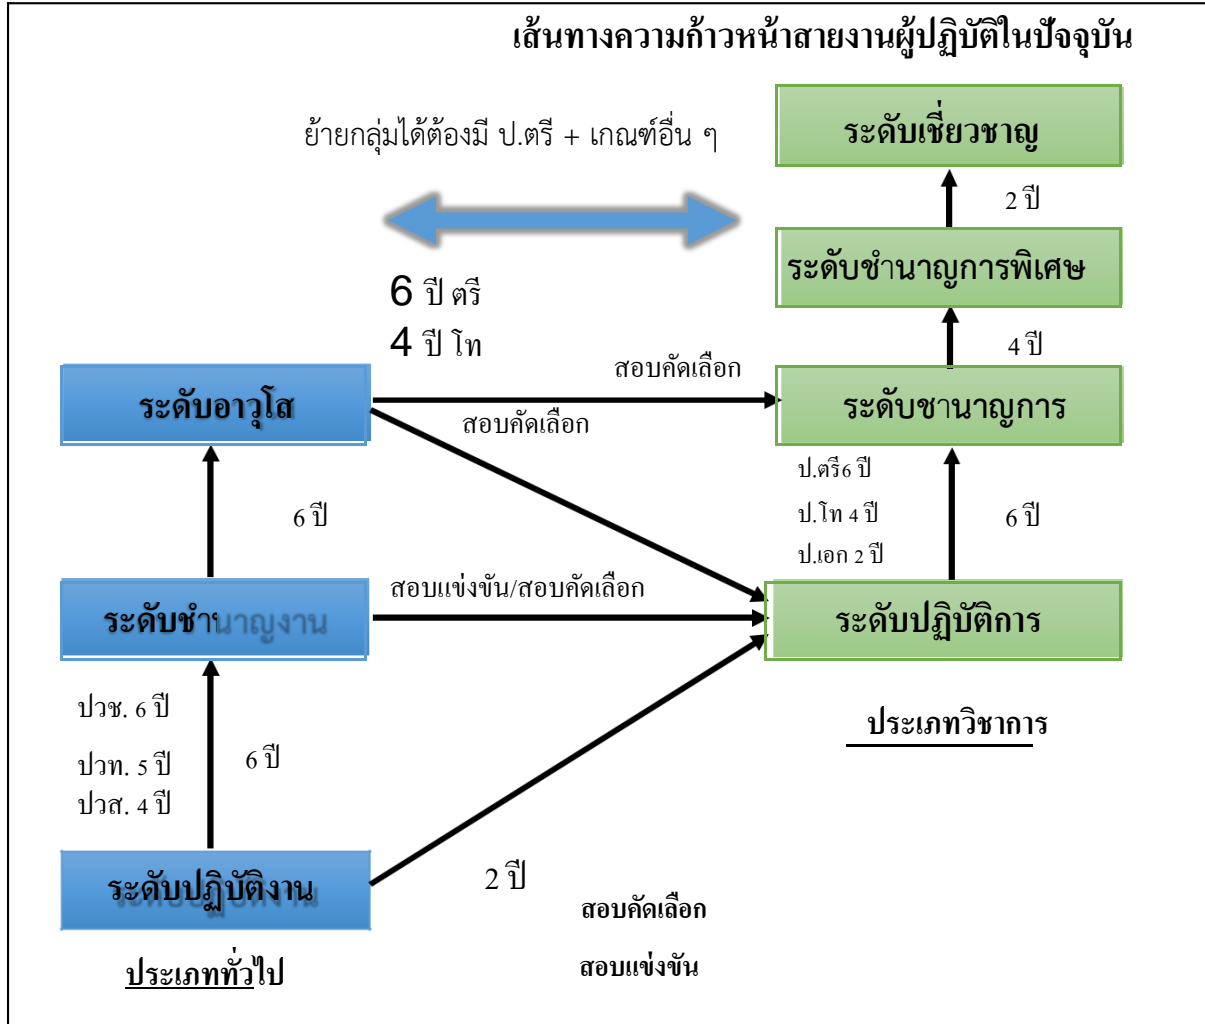 เส้นทางความก้าวหน้าสายงานผู้ปฏิบัติในปัจจุบัน
ระดับเชี่ยวชาญ
ย้ายกลุ่มได้ต้องมี ป.ตรี + เกณฑ์อื่น ๆ
2 ปี
ระดับชำนาญการพิเศษ
6 ปี ตรี
4 ปี โท
4 ปี
สอบคัดเลือก
ระดับอาวุโส
ระดับชานาญการ
สอบคัดเลือก
ป.ตรี6 ปี
6 ปี
ป.โท 4 ปี
6 ปี
ป.เอก 2 ปี
สอบแข่งขัน/สอบคัดเลือก
ระดับชำนาญงาน
ระดับปฏิบัติการ
ปวช. 6 ปี
ประเภทวิชาการ
ปวท. 5 ปี
6 ปี
ปวส. 4 ปี
ระดับปฏิบัติงาน
2 ปี
สอบคัดเลือก
สอบแข่งขัน
ประเภททั่วไป